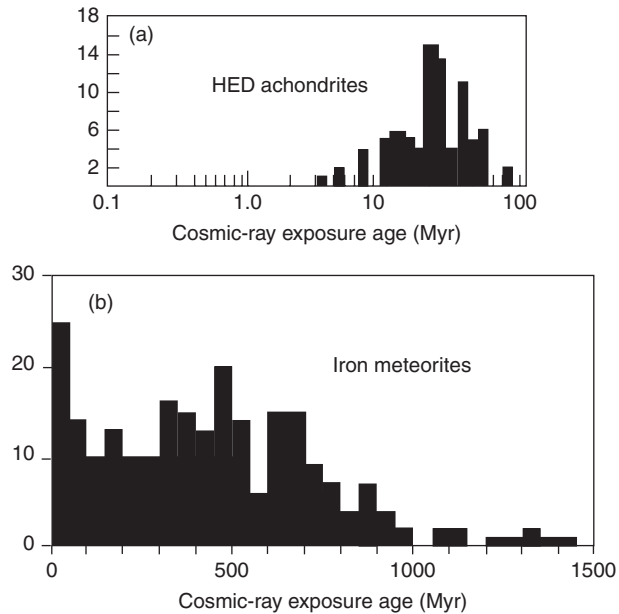 18
(a)
14
HED achondrites
10
6
2
0.1 1.0 10 100
Cosmic-ray exposure age (Myr)
30
(b)
Iron meteorites
20
10
0
0 500 1000 1500
Cosmic-ray exposure age (Myr)